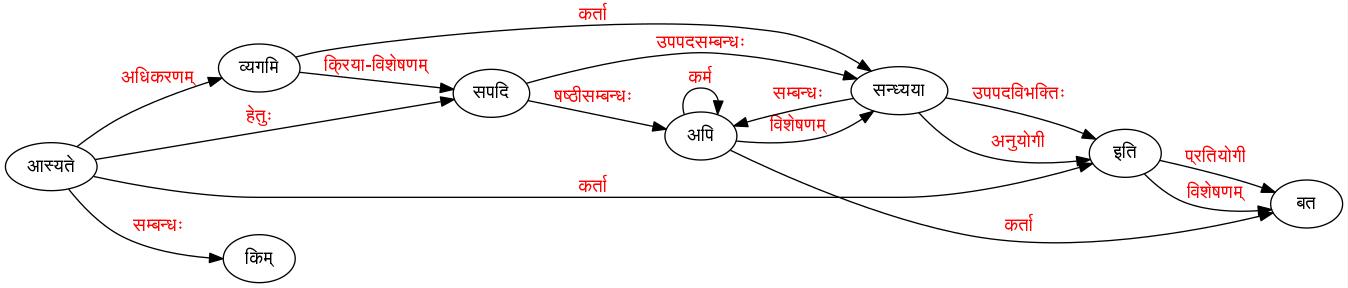 कर्ता
उपपदसम्बन्धः
अधिकरणम्
व्यगमि
क्रिया-विशेषणम्
सपदि
षष्ठीसम्बन्धः
कर्म
अपि
सम्बन्धः
विशेषणम्
सन्ध्यया
उपपदविभक्तिः
अनुयोगी
इति
प्रतियोगी
विशेषणम्
बत
हेतुः
आस्यते
कर्ता
कर्ता
सम्बन्धः
किम्